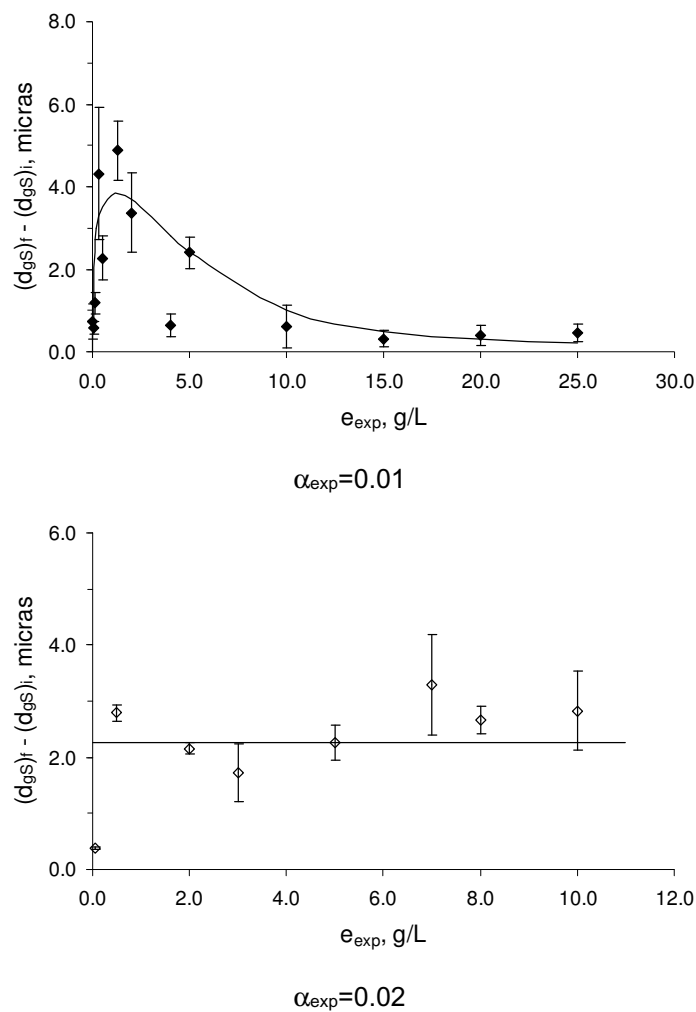 8.0
6.0
4.0
2.0
0.0
(dgS)f - (dgS)i, micras
0.0 5.0 10.0 15.0 20.0 25.0 30.0
eexp, g/L
αexp=0.01
6.0
4.0
2.0
0.0
(dgS)f - (dgS)i, micras
0.0 2.0 4.0 6.0 8.0 10.0 12.0
eexp, g/L
αexp=0.02